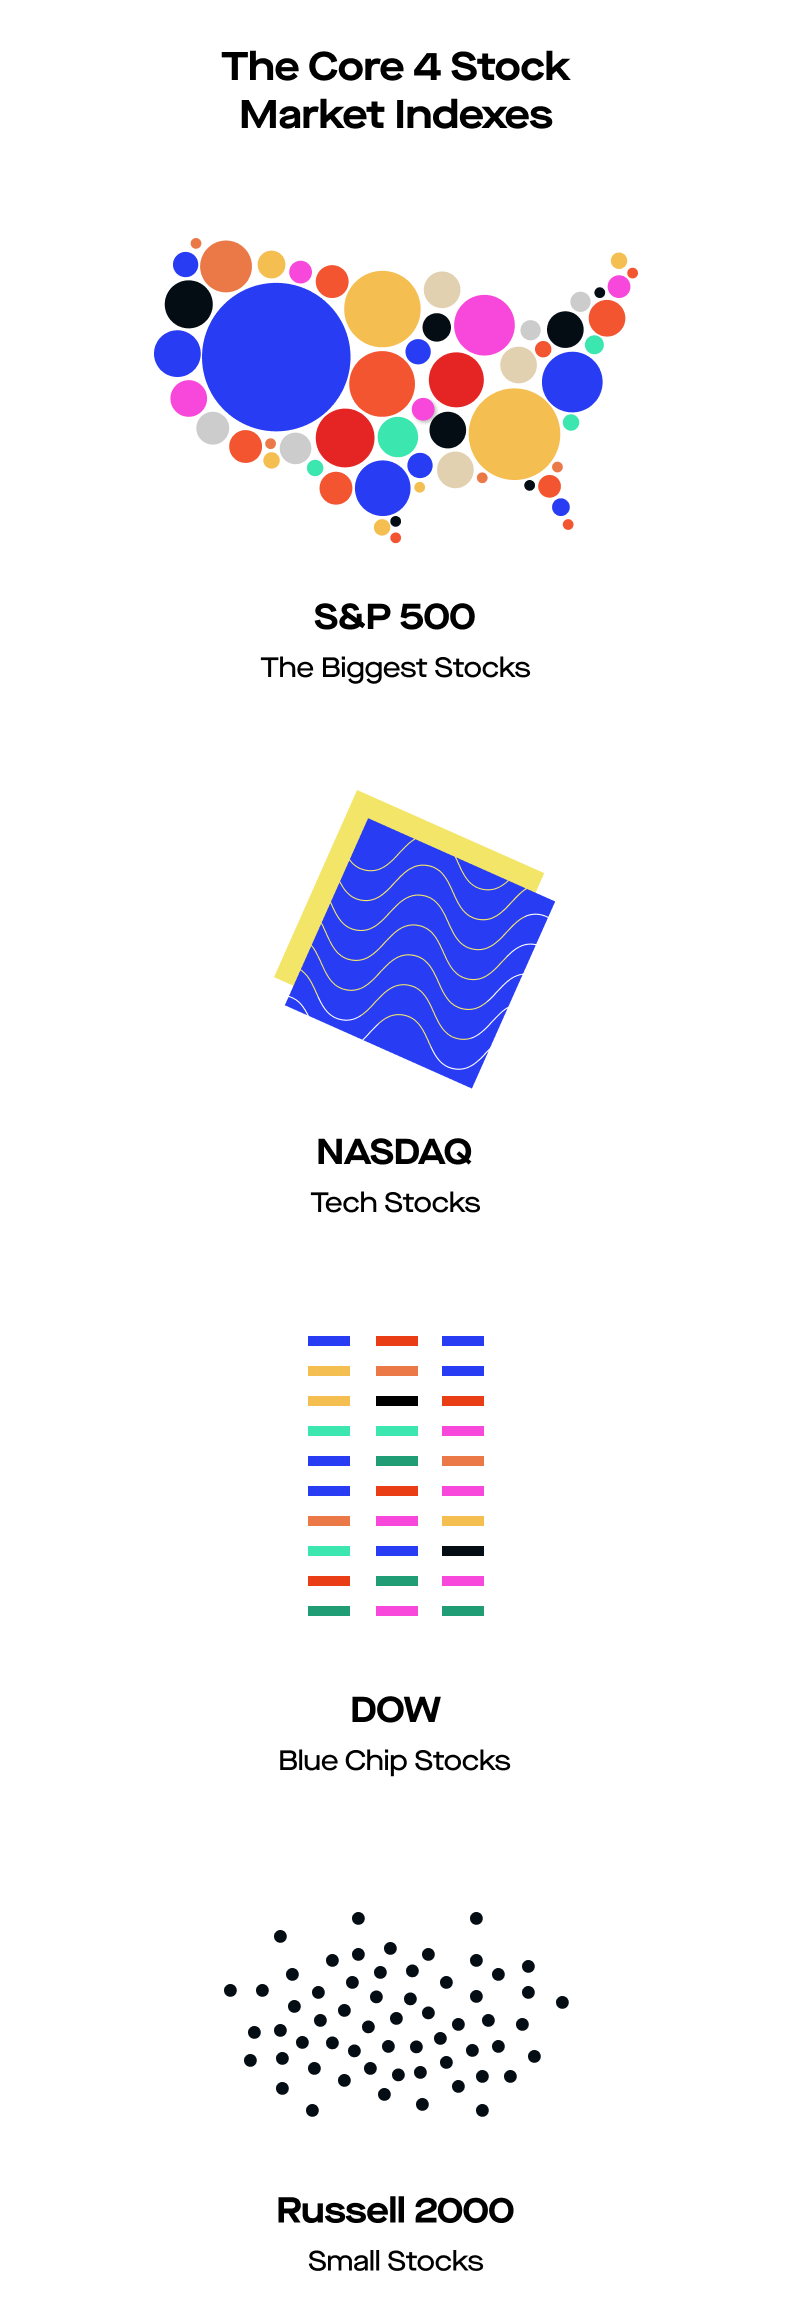 The Core 4 Stock
Market Indexes
S&P 500
The Biggest Stocks
NASDAQ
Tech Stocks
DOW
Blue Chip Stocks
Russell 2000
Small Stocks